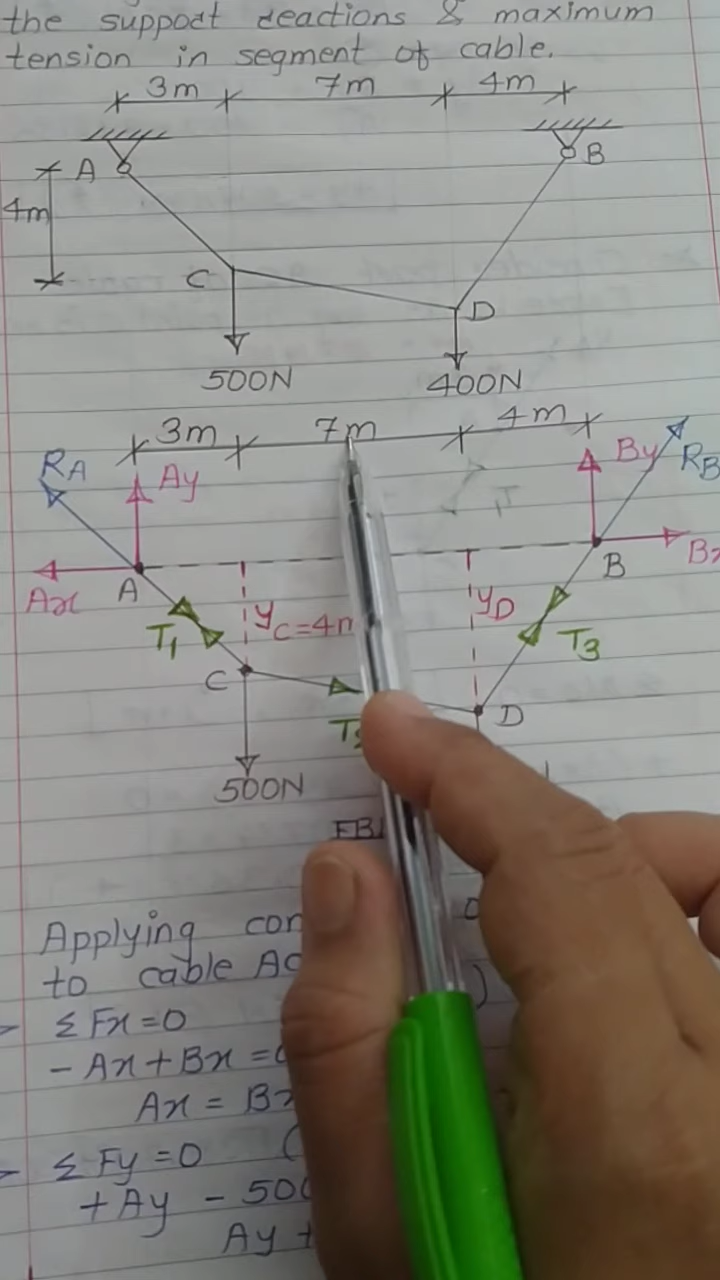 the support reactions & maximum
tension in segment of cable.
3m 7m 4m
A B
4m
C D
500N 400N
3m 7m 4m
RA Ay By RB
Ax A B
T1 yC=4m yD T3
C D
500N
Applying
to cable
ΣFx=0
-Ax+Bx=0
Ax = Bx
ΣFy=0 (
+Ay - 500
Ay +